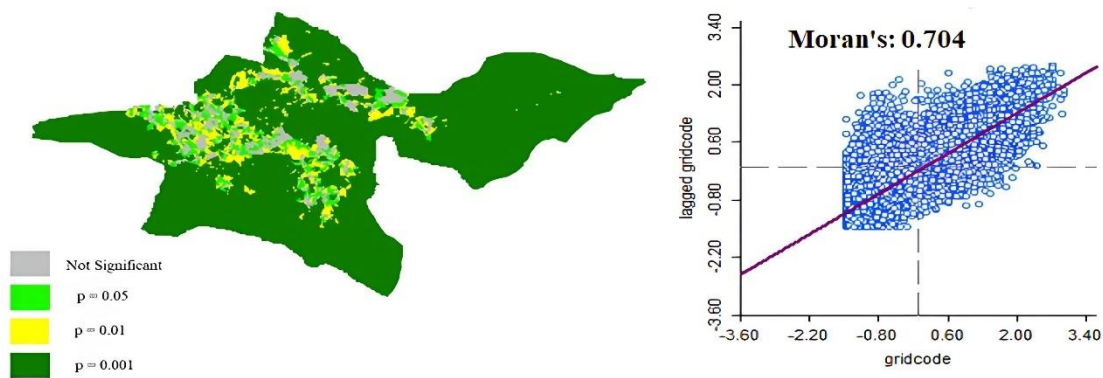 Not Significant
p = 0.05
p = 0.01
p = 0.001
Moran's: 0.704
3.40
2.00
0.60
-0.80
-2.20
-3.60
lagged gridcode
-3.60 -2.20 -0.80 0.60 2.00 3.40
gridcode